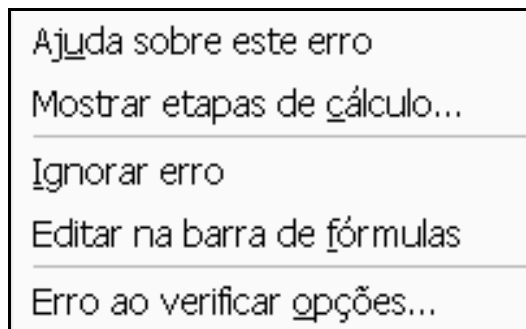 Ajuda sobre este erro
Mostrar etapas de cálculo...
Ignorar erro
Editar na barra de fórmulas
Erro ao verificar opções...